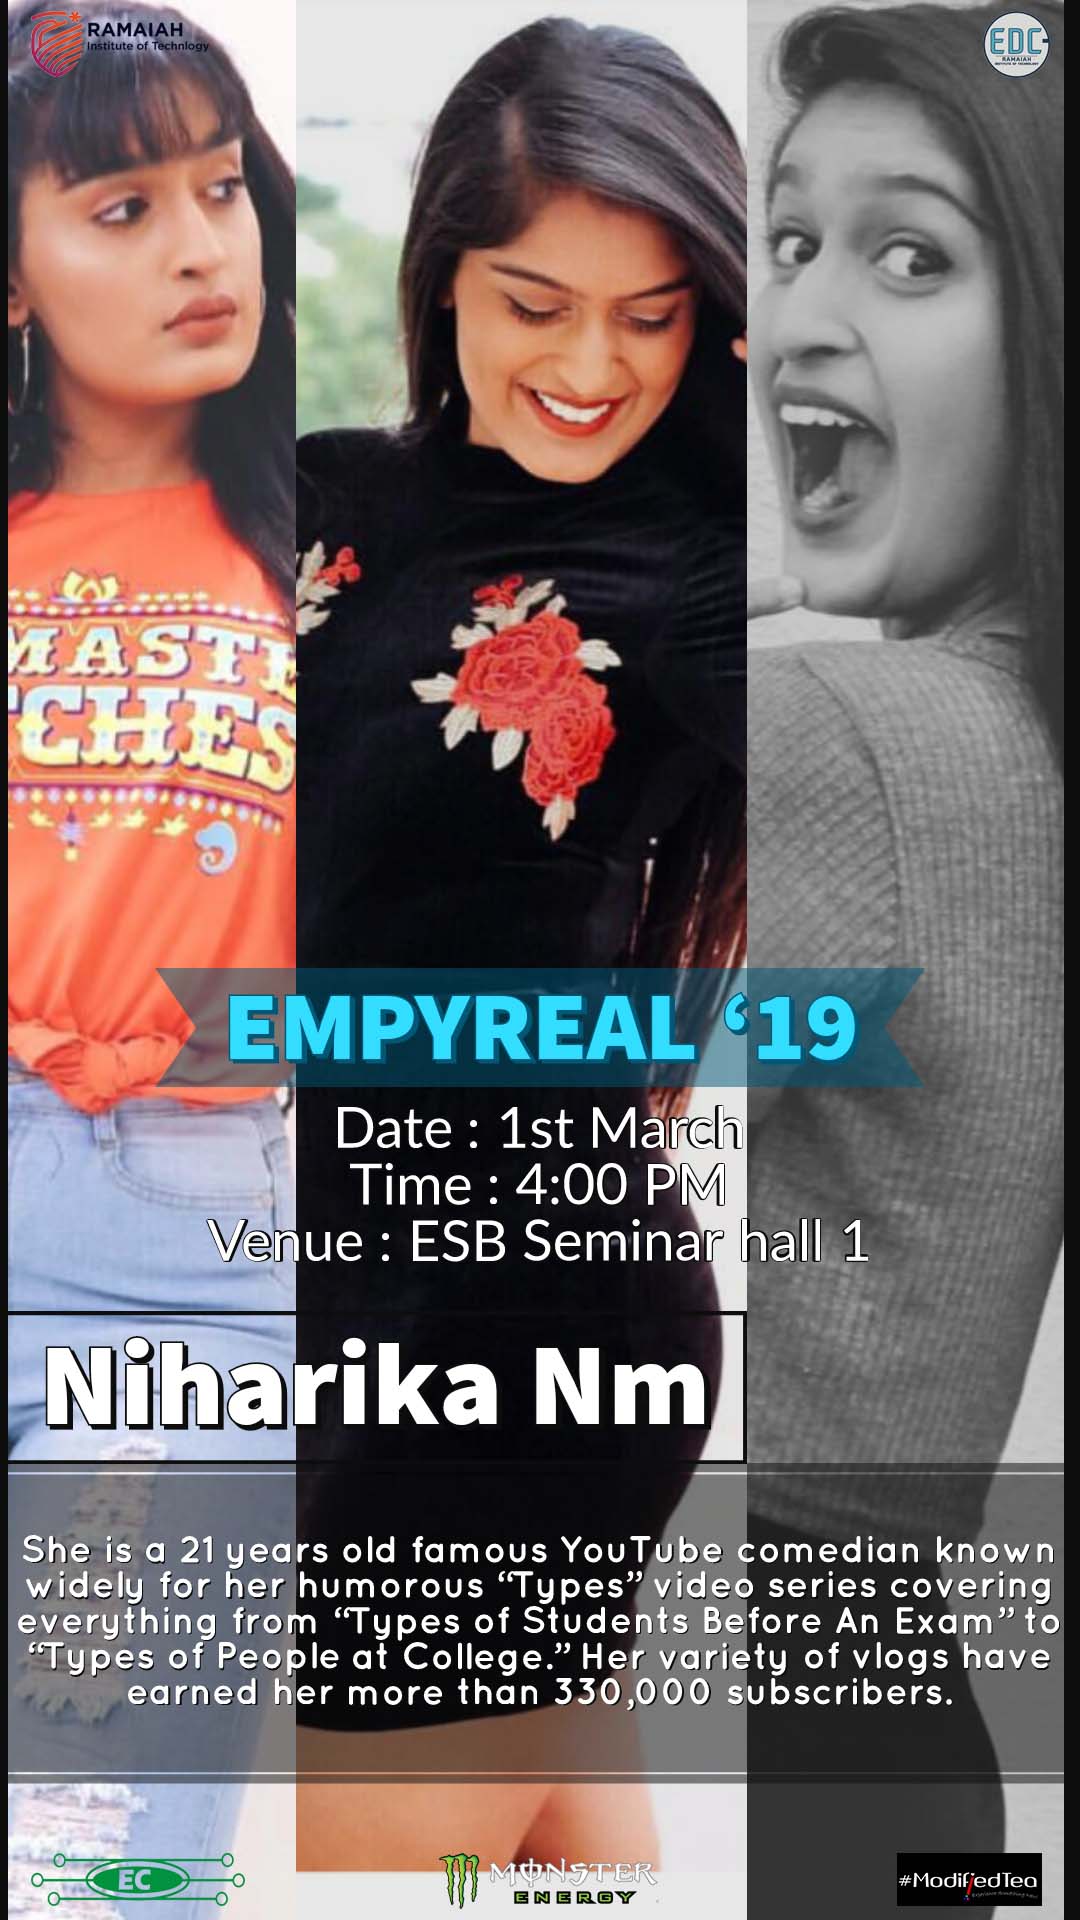 RAMAIAH
Institute of Technlogy
EDC
RAMAIAH
INSTITUTE OF TECHNOLOGY
MASTE
CHES
EMPYREAL ‘19
Date : 1st March
Time : 4:00 PM
Venue : ESB Seminar hall 1
Niharika Nm
She is a 21 years old famous YouTube comedian known
widely for her humorous “Types” video series covering
everything from “Types of Students Before An Exam” to
“Types of People at College.” Her variety of vlogs have
earned her more than 330,000 subscribers.
EC
MONSTER
ENERGY
#ModifiedTea